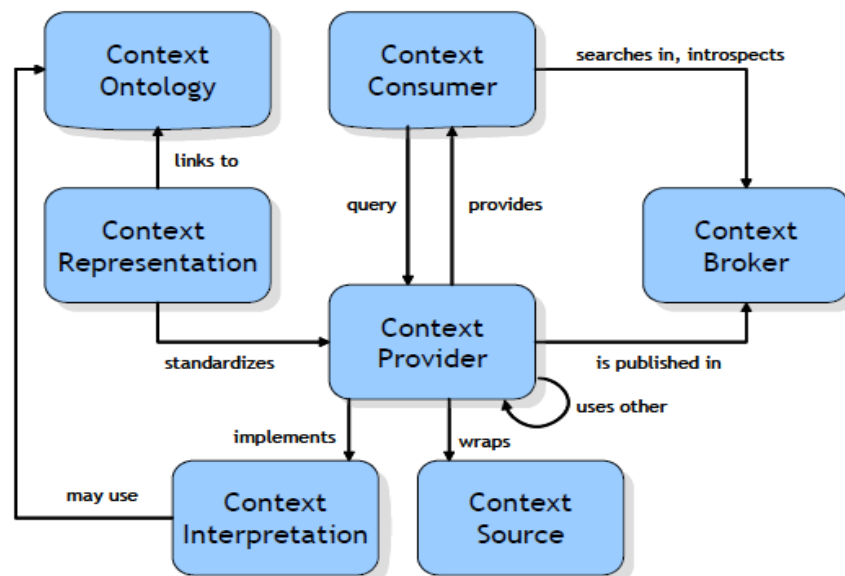 Context
Ontology
Context
Consumer
searches in, introspects
links to
query
provides
Context
Representation
Context
Broker
Context
Provider
standardizes
is published in
uses other
implements
wraps
may use
Context
Interpretation
Context
Source